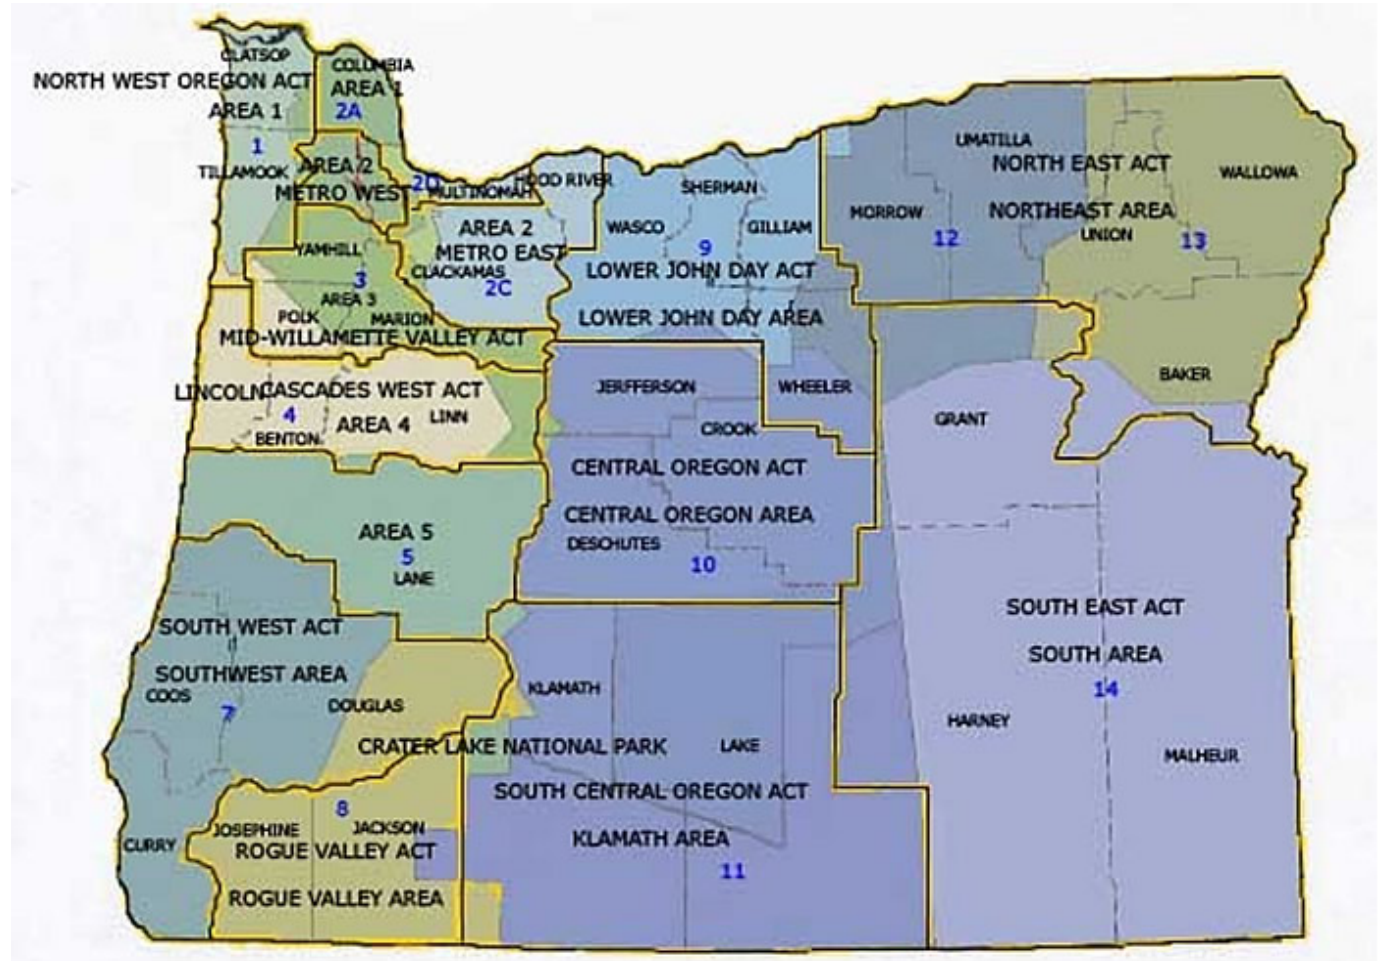 CLATSOP
COLUMBIA
NORTH WEST OREGON ACT
AREA 1
AREA 1
2A
1
TILLAMOOK
AREA 2
METRO WEST
2D
MULTINOMAH
HOOD RIVER
AREA 2
METRO EAST
CLACKAMAS
2C
YAMHILL
3
AREA 3
POLK
MARION
MID-WILLAMETTE VALLEY ACT
WASCO
SHERMAN
GILLIAM
9
LOWER JOHN DAY ACT
LOWER JOHN DAY AREA
UMATILLA
NORTH EAST ACT
WALLOWA
MORROW
NORTHEAST AREA
UNION
12
13
BAKER
LINCOLN
CASCADES WEST ACT
4
AREA 4
LINN
BENTON
JERFFERSON
WHEELER
CROOK
GRANT
CENTRAL OREGON ACT
CENTRAL OREGON AREA
DESCHUTES
10
AREA 5
5
LANE
SOUTH WEST ACT
SOUTHWEST AREA
COOS
7
DOUGLAS
KLAMATH
CRATER LAKE NATIONAL PARK
LAKE
SOUTH CENTRAL OREGON ACT
KLAMATH AREA
11
SOUTH EAST ACT
SOUTH AREA
14
HARNEY
MALHEUR
CURRY
8
JOSEPHINE
JACKSON
ROGUE VALLEY ACT
ROGUE VALLEY AREA